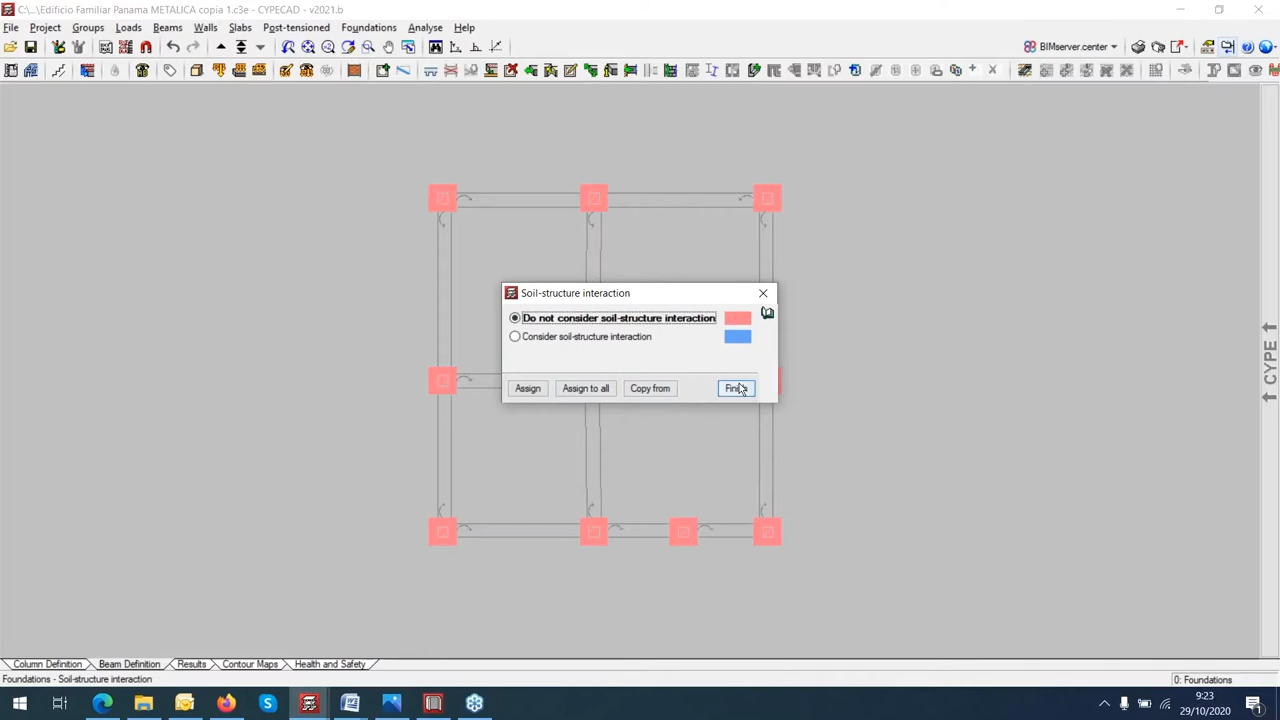 C:\...\Edificio Familiar Panama METALICA copia 1.c3e - CYPECAD - v2021.b
File Project Groups Loads Beams Walls Slabs Post-tensioned Foundations Analyse Help
BIMserver.center
Soil-structure interaction
Do not consider soil-structure interaction
Consider soil-structure interaction
Assign Assign to all Copy from
CYPE
Column Definition Beam Definition Results Contour Maps Health and Safety
Foundations - Soil-structure interaction 0: Foundations
9:23
29/10/2020